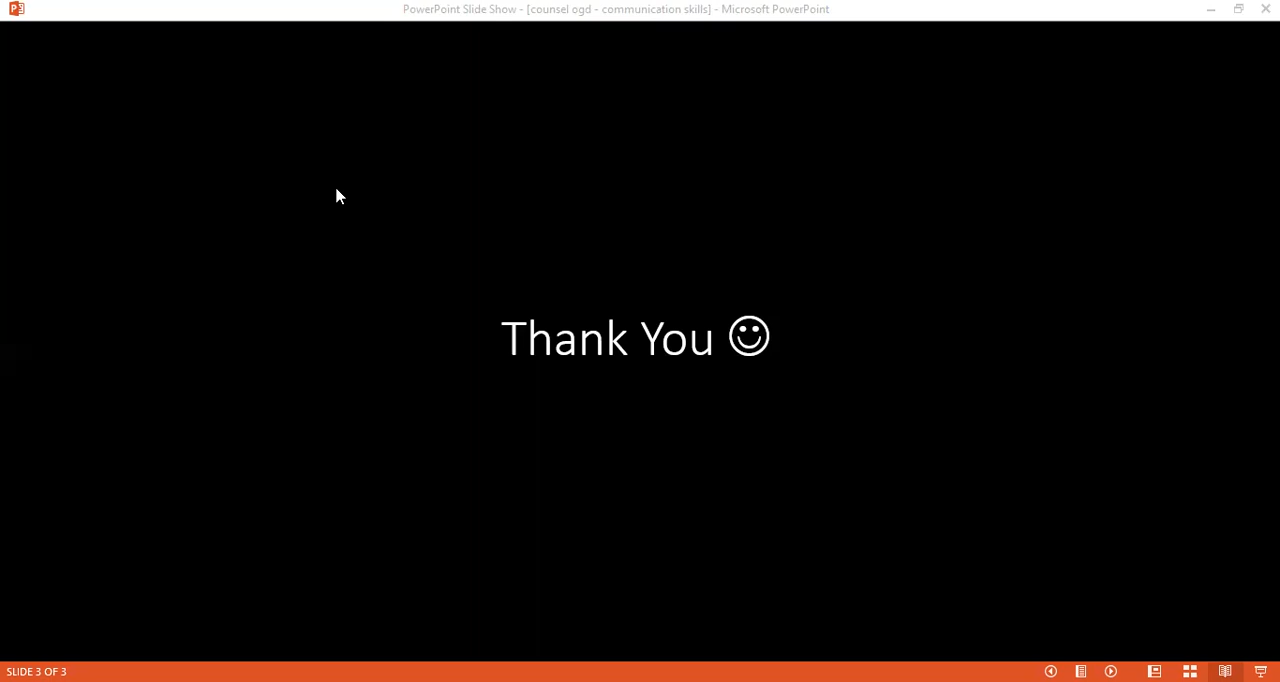 PowerPoint Slide Show - [counsel ogd - communication skills] - Microsoft PowerPoint
Thank You ☺
SLIDE 3 OF 3